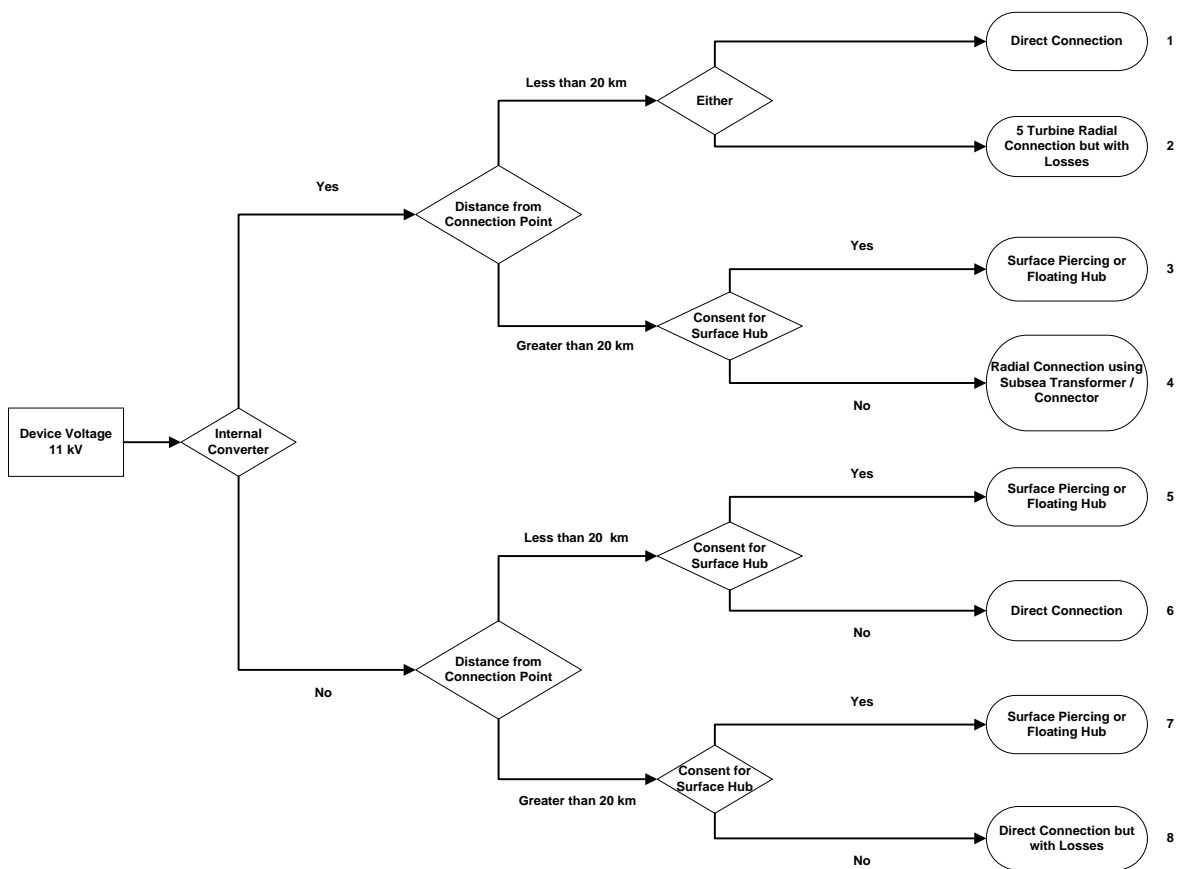 Direct Connection
1
Less than 20 km
Either
5 Turbine Radial
Connection but with
Losses
2
Yes
Distance from
Connection Point
Yes
Surface Piercing or
Floating Hub
3
Consent for
Surface Hub
Greater than 20 km
Radial Connection using
Subsea Transformer /
Connector
4
No
Device Voltage
11 kV
Internal
Converter
Yes
Surface Piercing or
Floating Hub
5
Less than 20 km
Consent for
Surface Hub
Direct Connection
6
No
Distance from
Connection Point
No
Yes
Surface Piercing or
Floating Hub
7
Consent for
Surface Hub
Greater than 20 km
Direct Connection but
with Losses
8
No